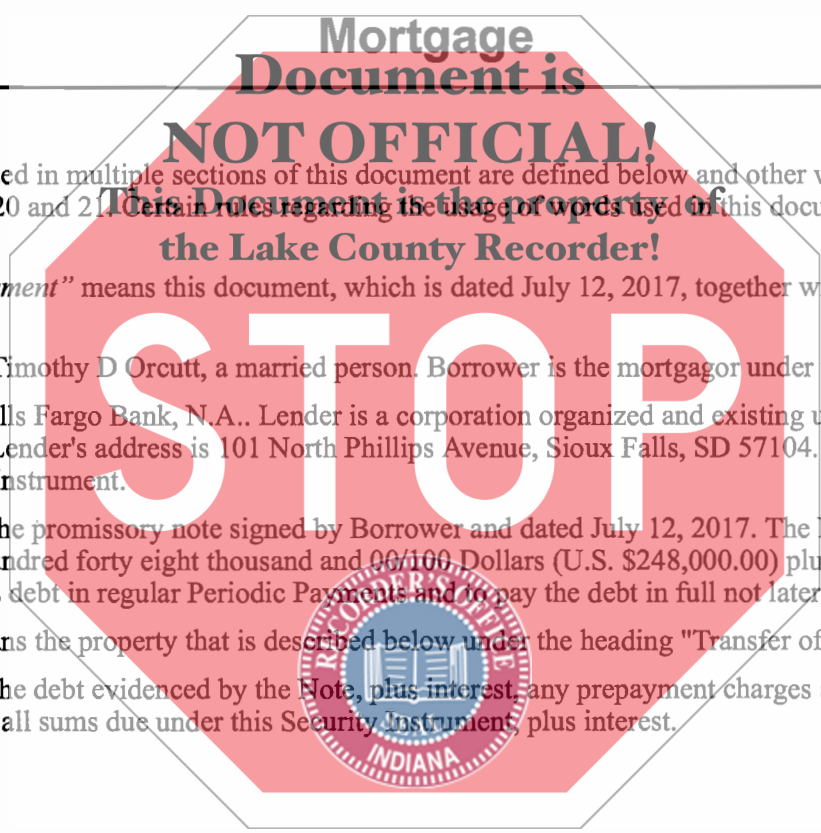 Mortgage
Document is
NOT OFFICIAL!
ed in multiple sections of this document are defined below and other
20 and 21. Certain rules regarding the usage of words used in this docu
This Document is the property of
the Lake County Recorder!
ment" means this document, which is dated July 12, 2017, together w
Timothy D Orcutt, a married person. Borrower is the mortgagor under
lls Fargo Bank, N.A.. Lender is a corporation organized and existing u
Lender's address is 101 North Phillips Avenue, Sioux Falls, SD 57104.
nstrument.
he promissory note signed by Borrower and dated July 12, 2017. The
ndred forty eight thousand and 00/100 Dollars (U.S. $248,000.00) plu
debt in regular Periodic Payments and to pay the debt in full not later
ns the property that is described below under the heading "Transfer of
he debt evidenced by the Note, plus interest, any prepayment charges
all sums due under this Security Instrument, plus interest.
STOP
RECORDER'S OFFICE
INDIANA